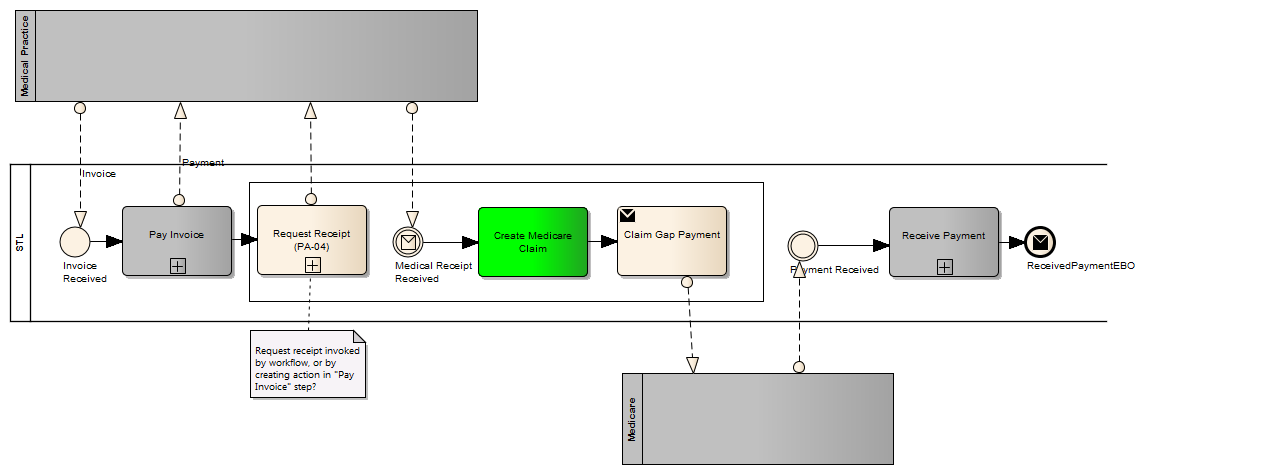 Medical Practice
Payment
Invoice
STL
Invoice
Received
Pay Invoice
Request Receipt
(PA-04)
Medical Receipt
Received
Create Medicare
Claim
Claim Gap Payment
Payment Received
Receive Payment
ReceivedPaymentEBO
Request receipt invoked
by workflow, or by
creating action in "Pay
Invoice" step?
Medicare